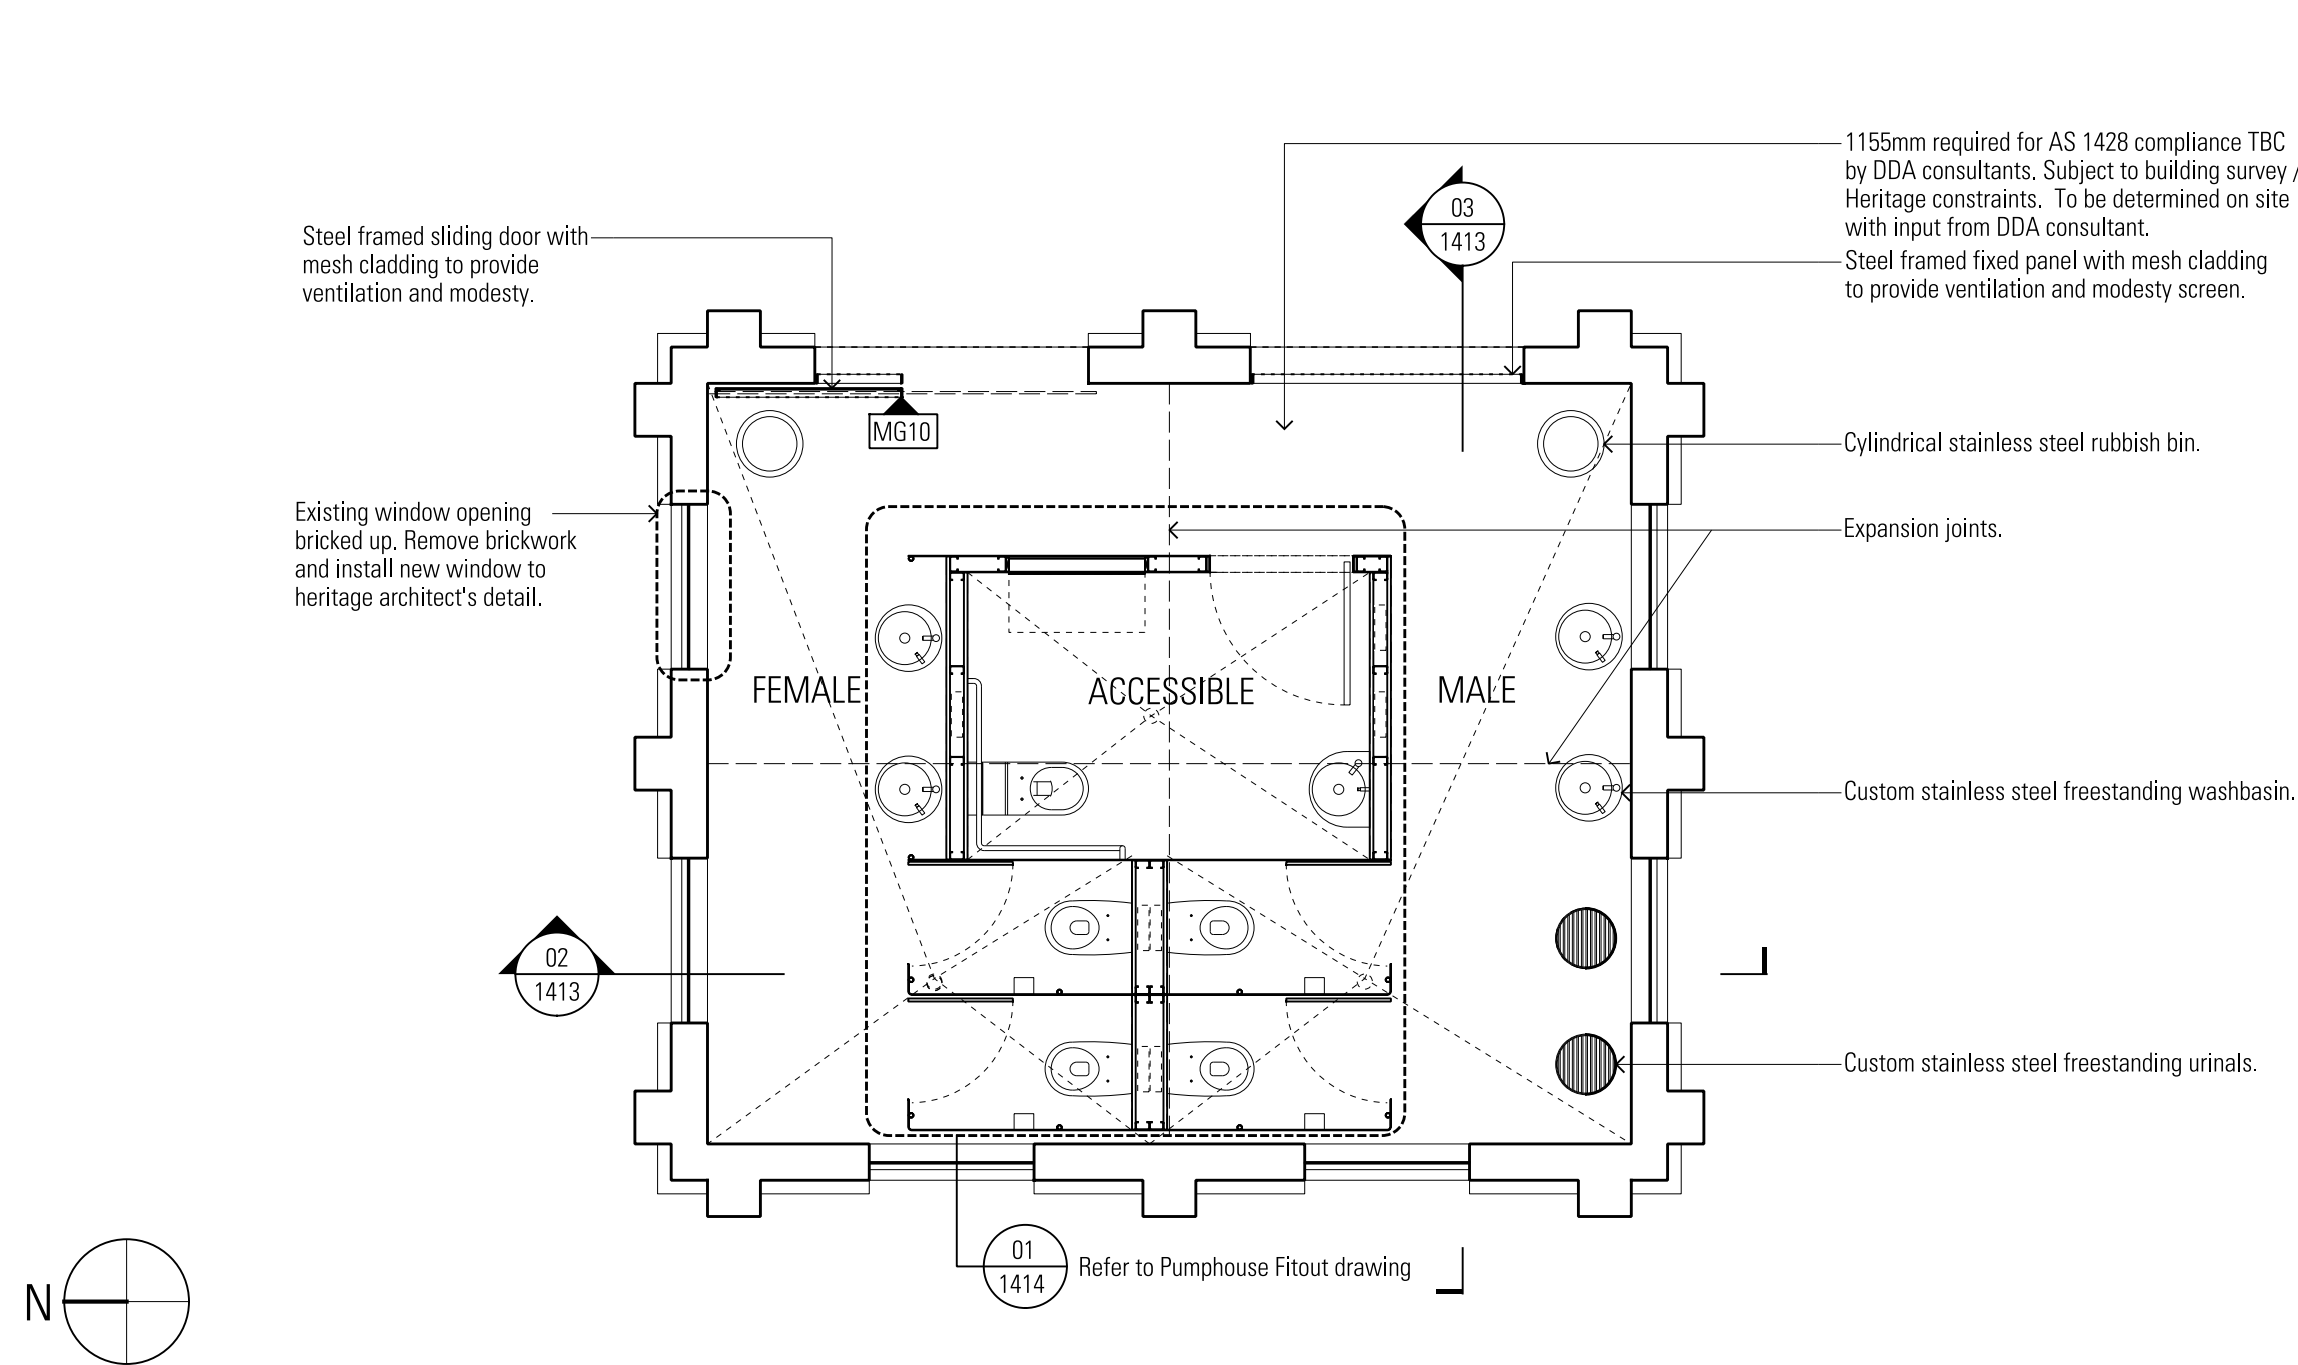 1155mm required for AS 1428 compliance TBC
by DDA consultants. Subject to building survey /
Heritage constraints.  To be determined on site
with input from DDA consultant.
Steel framed fixed panel with mesh cladding
to provide ventilation and modesty screen.
03
1413
Steel framed sliding door with
mesh cladding to provide
ventilation and modesty.
MG10
Cylindrical stainless steel rubbish bin.
Existing window opening
bricked up. Remove brickwork
and install new window to
heritage architect's detail.
Expansion joints.
FEMALE
ACCESSIBLE
MALE
Custom stainless steel freestanding washbasin.
02
1413
Custom stainless steel freestanding urinals.
01
1414
Refer to Pumphouse Fitout drawing
N